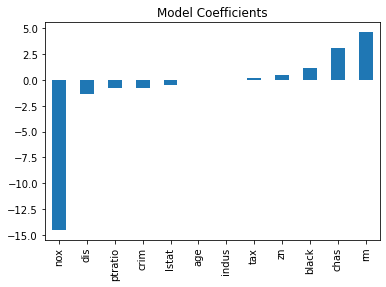 Model Coefficients
5.0
2.5
0.0
−2.5
−5.0
−7.5
−10.0
−12.5
−15.0
nox
dis
ptratio
crim
lstat
age
indus
tax
zn
black
chas
rm